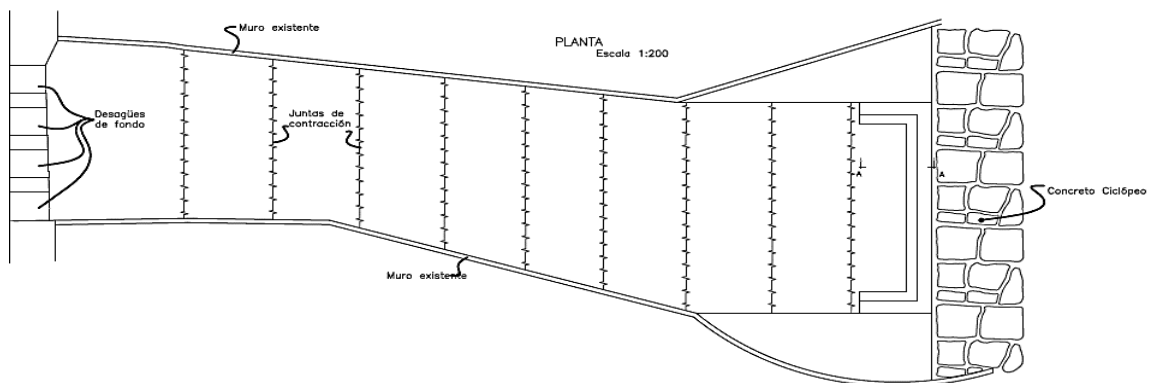 Muro existente
PLANTA
Escala 1:200
Desagües
de fondo
Juntas de
contracción
A
A
Concreto Ciclópeo
Muro existente